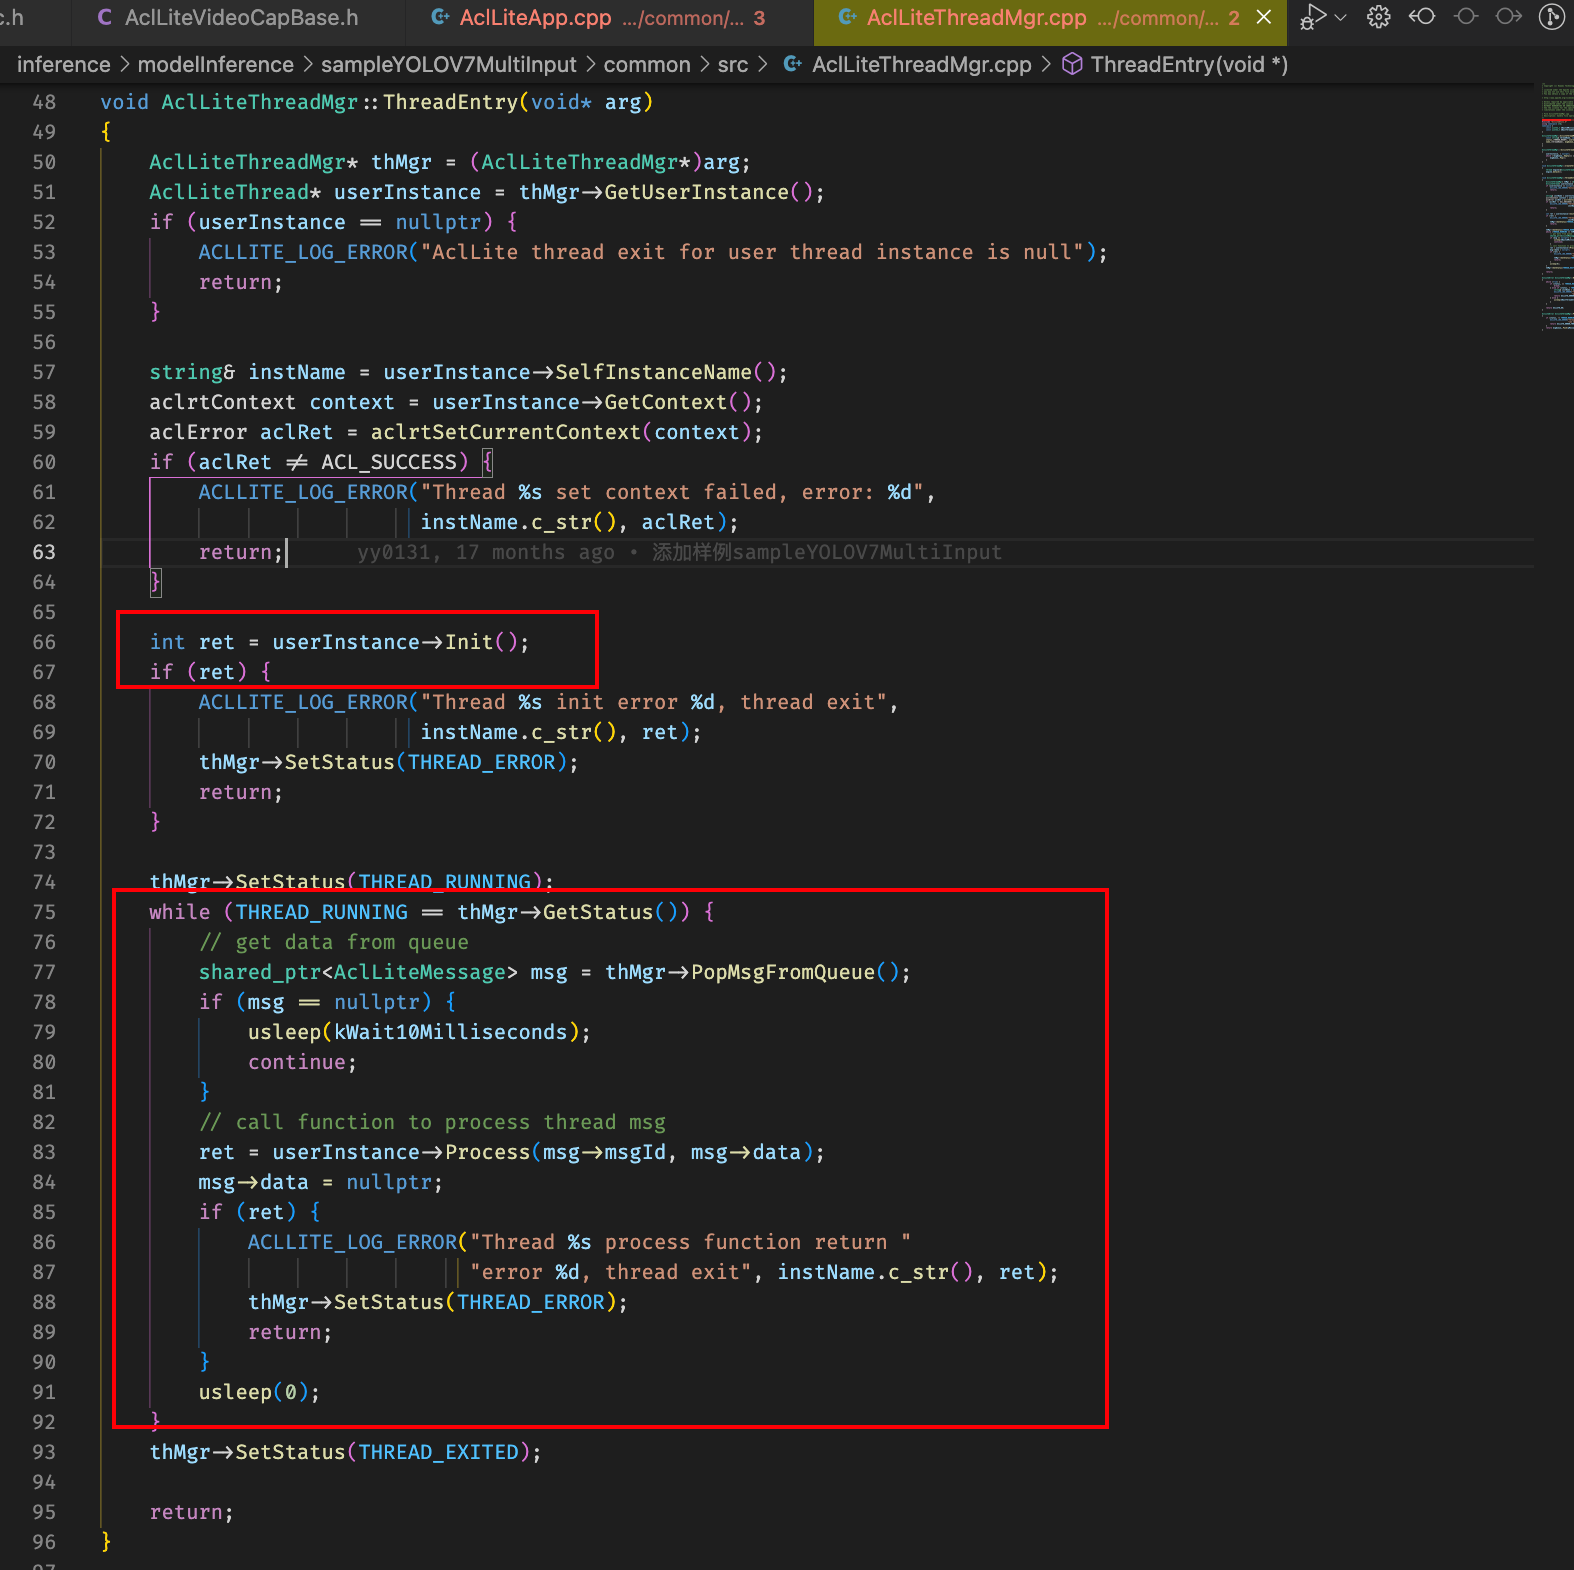 c.h
C AclLiteVideoCapBase.h
AclLiteApp.cpp .../common/... 3
AclLiteThreadMgr.cpp .../common/... 2
inference > modelInference > sampleYOLOV7MultiInput > common > src > AclLiteThreadMgr.cpp > ThreadEntry(void *)
48 void AclLiteThreadMgr::ThreadEntry(void* arg)
49 {
50 AclLiteThreadMgr* thMgr = (AclLiteThreadMgr*)arg;
51 AclLiteThread* userInstance = thMgr->GetUserInstance();
52 if (userInstance == nullptr) {
53 ACLLITE_LOG_ERROR("AclLite thread exit for user thread instance is null");
54 return;
55 }
56
57 string& instName = userInstance->SelfInstanceName();
58 aclrtContext context = userInstance->GetContext();
59 aclError aclRet = aclrtSetCurrentContext(context);
60 if (aclRet != ACL_SUCCESS) {
61 ACLLITE_LOG_ERROR("Thread %s set context failed, error: %d",
62 instName.c_str(), aclRet);
63 return; yy0131, 17 months ago • 添加样例sampleYOLOV7MultiInput
64 }
65
66 int ret = userInstance->Init();
67 if (ret) {
68 ACLLITE_LOG_ERROR("Thread %s init error %d, thread exit",
69 instName.c_str(), ret);
70 thMgr->SetStatus(THREAD_ERROR);
71 return;
72 }
73
74 thMgr->SetStatus(THREAD_RUNNING);
75 while (THREAD_RUNNING == thMgr->GetStatus()) {
76 // get data from queue
77 shared_ptr<AclLiteMessage> msg = thMgr->PopMsgFromQueue();
78 if (msg == nullptr) {
79 usleep(kWait10Milliseconds);
80 continue;
81 }
82 // call function to process thread msg
83 ret = userInstance->Process(msg->msgId, msg->data);
84 msg->data = nullptr;
85 if (ret) {
86 ACLLITE_LOG_ERROR("Thread %s process function return "
87 "error %d, thread exit", instName.c_str(), ret);
88 thMgr->SetStatus(THREAD_ERROR);
89 return;
90 }
91 usleep(0);
92 }
93 thMgr->SetStatus(THREAD_EXITED);
94
95 return;
96 }
97